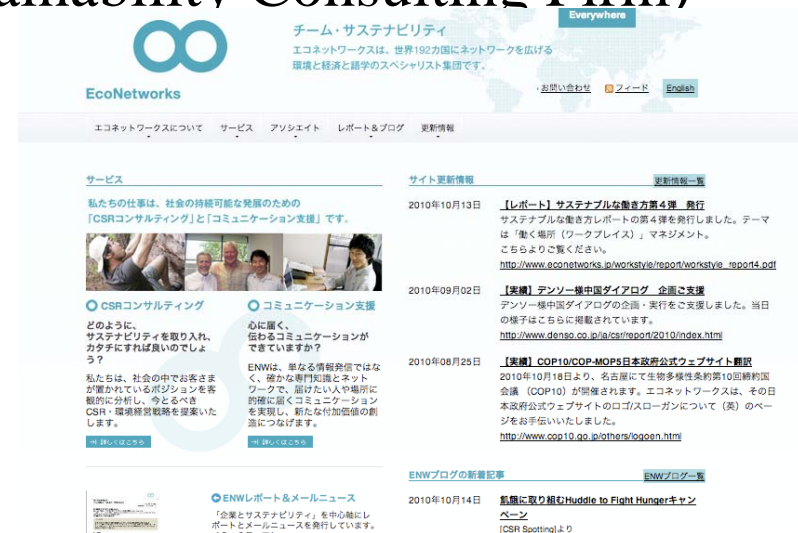 ainability Consulting Firm)
Everywhere
チーム・サステナビリティ
エコネットワークスは、世界192カ国にネットワークを広げる
環境と経済と語学のスペシャリスト集団です。
EcoNetworks
お問い合わせ フィード English
エコネットワークスについて サービス アソシエイト レポート&ブログ 更新情報
サービス
私たちの仕事は、社会の持続可能な発展のための
「CSRコンサルティング」と「コミュニケーション支援」です。
CSRコンサルティング
どのように、
サステナビリティを取り入れ、
カタチにすれば良いのでしょ
う?
私たちは、社会の中でお客さま
が置かれているポジションを客
観的に分析し、今とるべき
CSR・環境経営戦略を提案いた
します。
詳しくはこちら
コミュニケーション支援
心に届く、
伝わるコミュニケーションが
できていますか?
ENWは、単なる情報発信ではな
く、確かな専門知識とネット
ワークで、届けたい人や場所に
的確に届くコミュニケーション
を実現し、新たな付加価値の創
造につなげます。
詳しくはこちら
ENWレポート&メールニュース
「企業とサステナビリティ」を中心軸にレ
ポートとメールニュースを発行しています。
サイト更新情報 更新情報一覧
2010年10月13日 【レポート】サステナブルな働き方第4弾 発行
サステナブルな働き方レポートの第4弾を発行しました。テーマ
は「働く場所(ワークプレイス)」マネジメント。
こちらよりご覧ください。
http://www.econetworks.jp/workstyle/report/workstyle_report4.pdf
2010年09月02日 【実績】デンソー様中国ダイアログ 企画ご支援
デンソー様中国ダイアログの企画・実行をご支援しました。当日
の様子はこちらに掲載されています。
http://www.denso.co.jp/ja/csr/report/2010/index.html
2010年08月25日 【実績】COP10/COP-MOP5日本政府公式ウェブサイト翻訳
2010年10月18日より、名古屋にて生物多様性条約第10回締約国
会議 (COP10) が開催されます。エコネットワークスは、その日
本政府公式ウェブサイトのロゴ/スローガンについて(英)のペー
ジをお手伝いいたしました。
http://www.cop10.go.jp/others/logoen.html
ENWブログの新着記事 ENWブログ一覧
2010年10月14日 飢餓に取り組むHuddle to Fight Hungerキャン
ペーン
[CSR Spotting]より